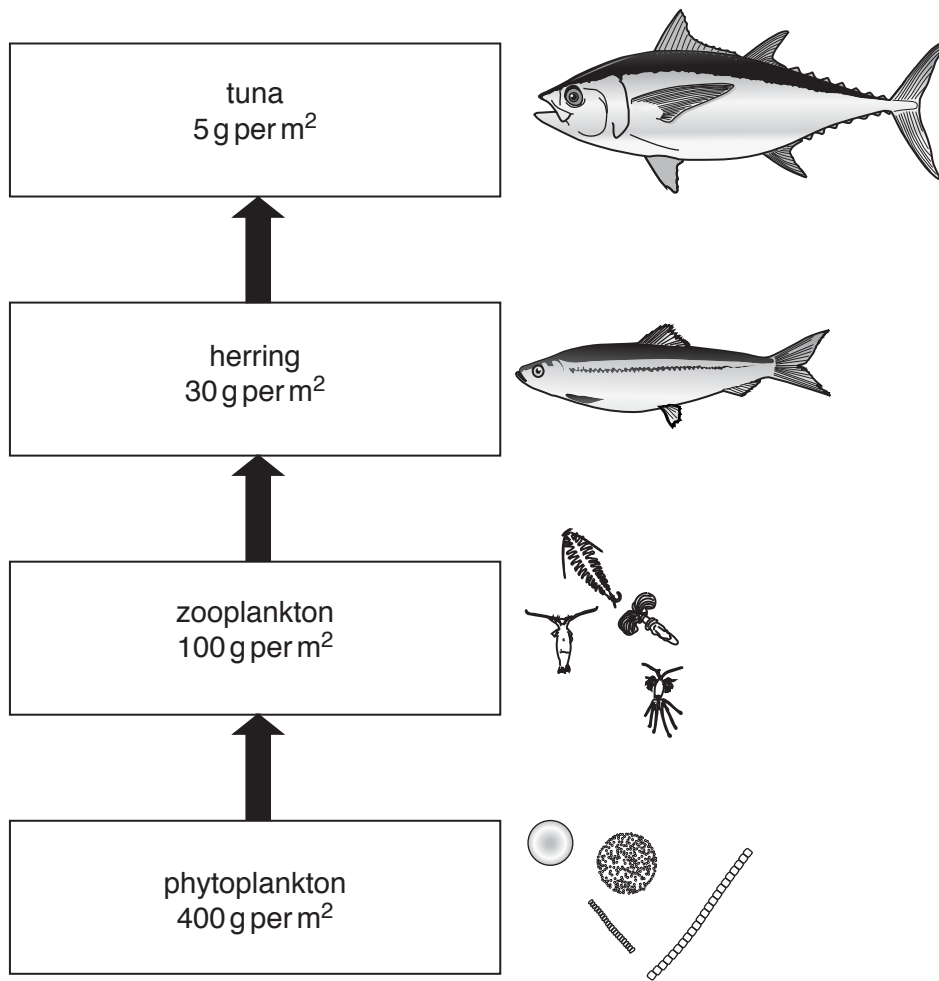 tuna
5 g per m²
herring
30 g per m²
zooplankton
100 g per m²
phytoplankton
400 g per m²